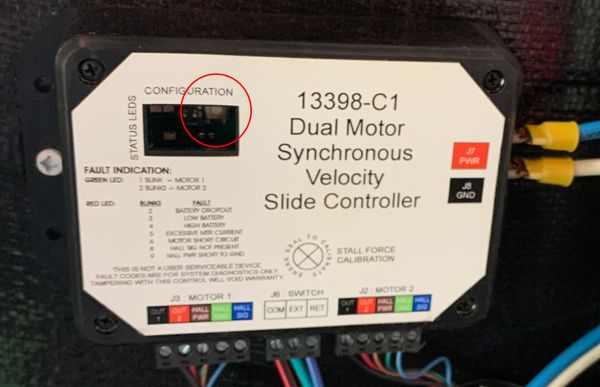 CONFIGURATION
STATUS LEDS
13398-C1
Dual Motor
Synchronous
Velocity
Slide Controller
J7
PWR
J8
GND
FAULT INDICATION:
GREEN LED: 1 BLINK – MOTOR 1
2 BLINKS – MOTOR 2
RED LED: BLINKS FAULT
2 BATTERY DROPOUT
3 LOW BATTERY
4 HIGH BATTERY
5 EXCESSIVE MTR CURRENT
6 MOTOR SHORT CIRCUIT
8 HALL SIG NOT PRESENT
9 HALL PWR SHORT TO GND
BREAK SEAL TO CALIBRATE
STALL FORCE
CALIBRATION
THIS IS NOT A USER SERVICEABLE DEVICE.
FAULT CODES ARE FOR SYSTEM DIAGNOSTICS ONLY.
TAMPERING WITH THIS CONTROL WILL VOID WARRANTY.
J3: MOTOR 1
OUT 1
OUT 2
HALL PWR
HALL GND
HALL SIG
J6: SWITCH
COM EXT RET
J2: MOTOR 2
OUT 1
OUT 2
HALL PWR
HALL GND
HALL SIG